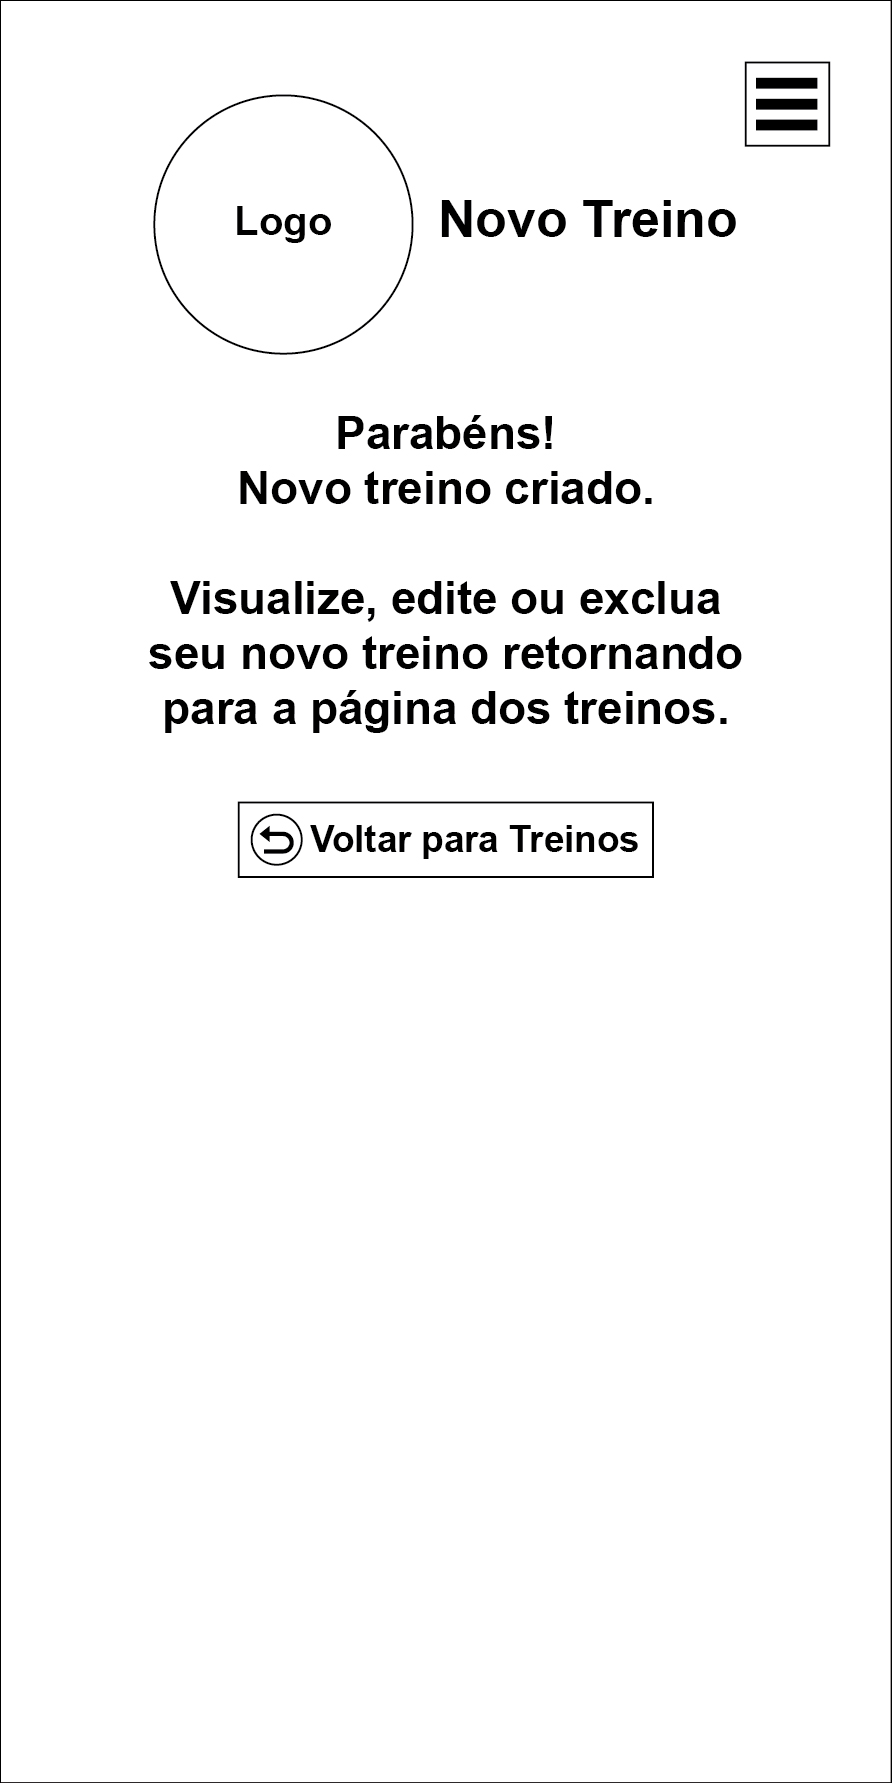 Logo
Novo Treino
Parabéns!
Novo treino criado.
Visualize, edite ou exclua
seu novo treino retornando
para a página dos treinos.
Voltar para Treinos